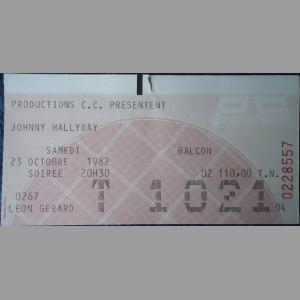 PRODUCTIONS C.C. PRESENTENT
JOHNNY HALLYDAY
SAMEDI BALCON
23 OCTOBRE 1982
SOIREE 20H30 02 110.00 T.N.
0267 T 1021
LEON GERARD 04
0228557